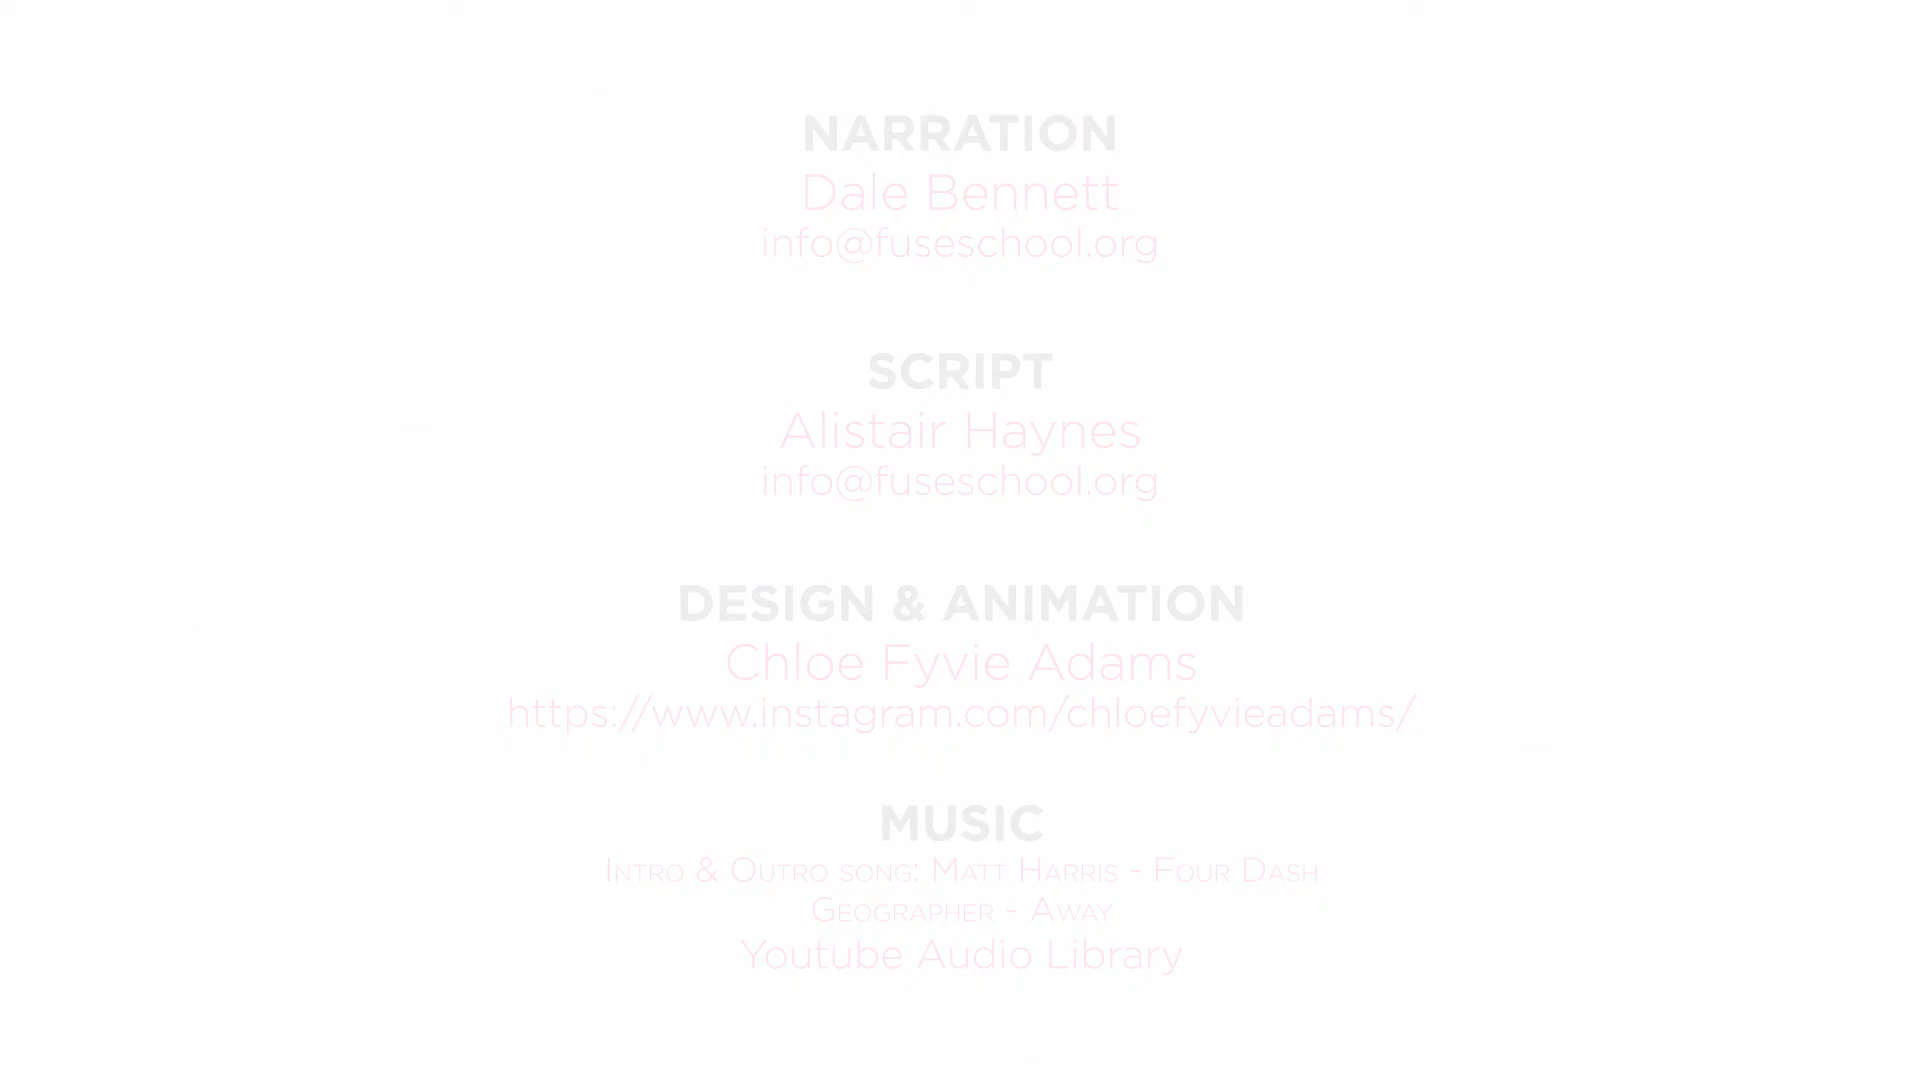 NARRATION
Dale Bennett
info@fuseschool.org
SCRIPT
Alistair Haynes
info@fuseschool.org
DESIGN & ANIMATION
Chloe Fyvie Adams
https://www.instagram.com/chloefyvieadams/
MUSIC
Intro & Outro song: Matt Harris - Four Dash
Geographer - Away
Youtube Audio Library